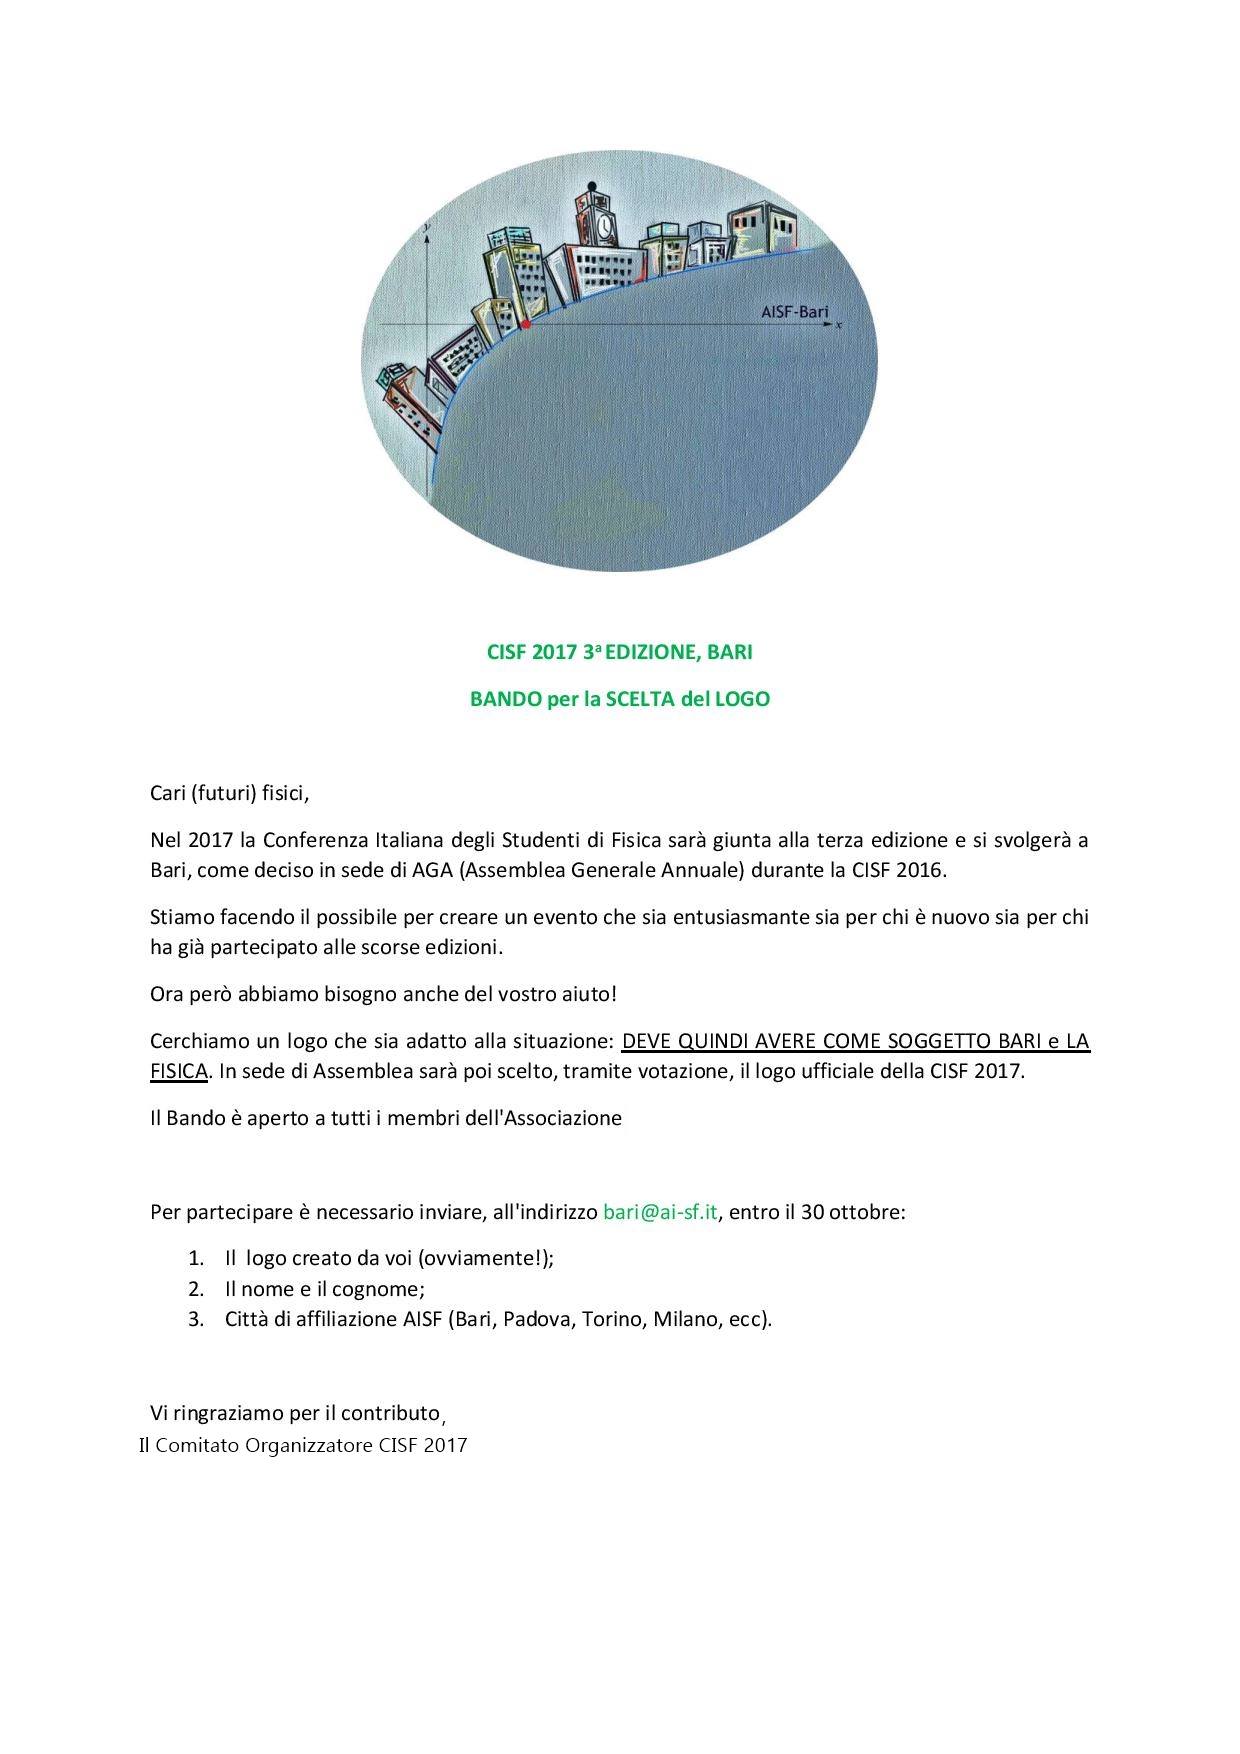 y
AISF-Bari
x
CISF 2017 3ª EDIZIONE, BARI
BANDO per la SCELTA del LOGO
Cari (futuri) fisici,
Nel 2017 la Conferenza Italiana degli Studenti di Fisica sarà giunta alla terza edizione e si svolgerà a
Bari, come deciso in sede di AGA (Assemblea Generale Annuale) durante la CISF 2016.
Stiamo facendo il possibile per creare un evento che sia entusiasmante sia per chi è nuovo sia per chi
ha già partecipato alle scorse edizioni.
Ora però abbiamo bisogno anche del vostro aiuto!
Cerchiamo un logo che sia adatto alla situazione: DEVE QUINDI AVERE COME SOGGETTO BARI e LA
FISICA. In sede di Assemblea sarà poi scelto, tramite votazione, il logo ufficiale della CISF 2017.
Il Bando è aperto a tutti i membri dell'Associazione
Per partecipare è necessario inviare, all'indirizzo bari@ai-sf.it, entro il 30 ottobre:
1. Il logo creato da voi (ovviamente!);
2. Il nome e il cognome;
3. Città di affiliazione AISF (Bari, Padova, Torino, Milano, ecc).
Vi ringraziamo per il contributo,
Il Comitato Organizzatore CISF 2017